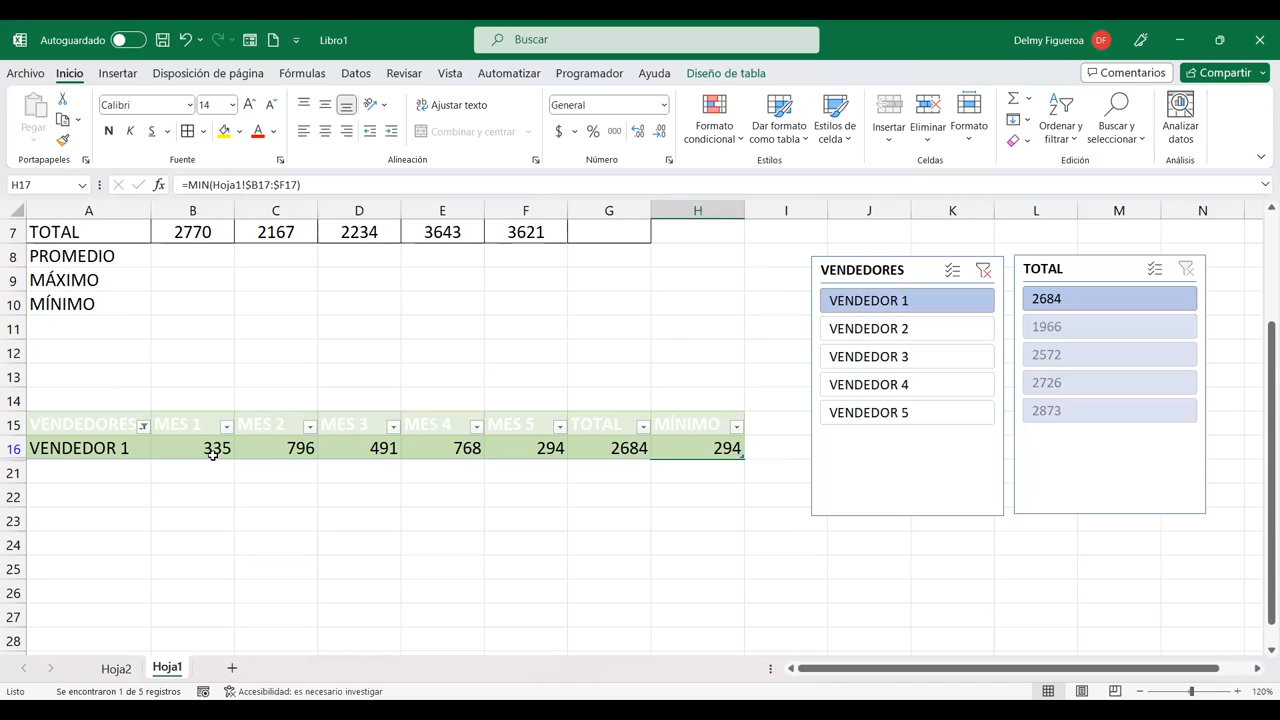 Autoguardado
Libro1
Buscar
Delmy Figueroa DF
Archivo Inicio Insertar Disposición de página Fórmulas Datos Revisar Vista Automatizar Programador Ayuda Diseño de tabla Comentarios Compartir
Pegar
Calibri 14
N K S
Ajustar texto
Combinar y centrar
General
$ % 000
Formato condicional
Dar formato como tabla
Estilos de celda
Insertar Eliminar Formato
Ordenar y filtrar
Buscar y seleccionar
Analizar datos
Portapapeles Fuente Alineación Número Estilos Celdas Edición Análisis
H17 fx =MIN(Hoja1!$B17:$F17)
A B C D E F G H I J K L M N
7 TOTAL 2770 2167 2234 3643 3621
8 PROMEDIO
9 MÁXIMO
10 MÍNIMO
11
12
13
14
15 VENDEDORES MES 1 MES 2 MES 3 MES 4 MES 5 TOTAL MÍNIMO
16 VENDEDOR 1 335 796 491 768 294 2684 294
21
22
23
24
25
26
27
28
VENDEDORES
VENDEDOR 1
VENDEDOR 2
VENDEDOR 3
VENDEDOR 4
VENDEDOR 5
TOTAL
2684
1966
2572
2726
2873
Hoja2 Hoja1
Listo Se encontraron 1 de 5 registros Accesibilidad: es necesario investigar 120%